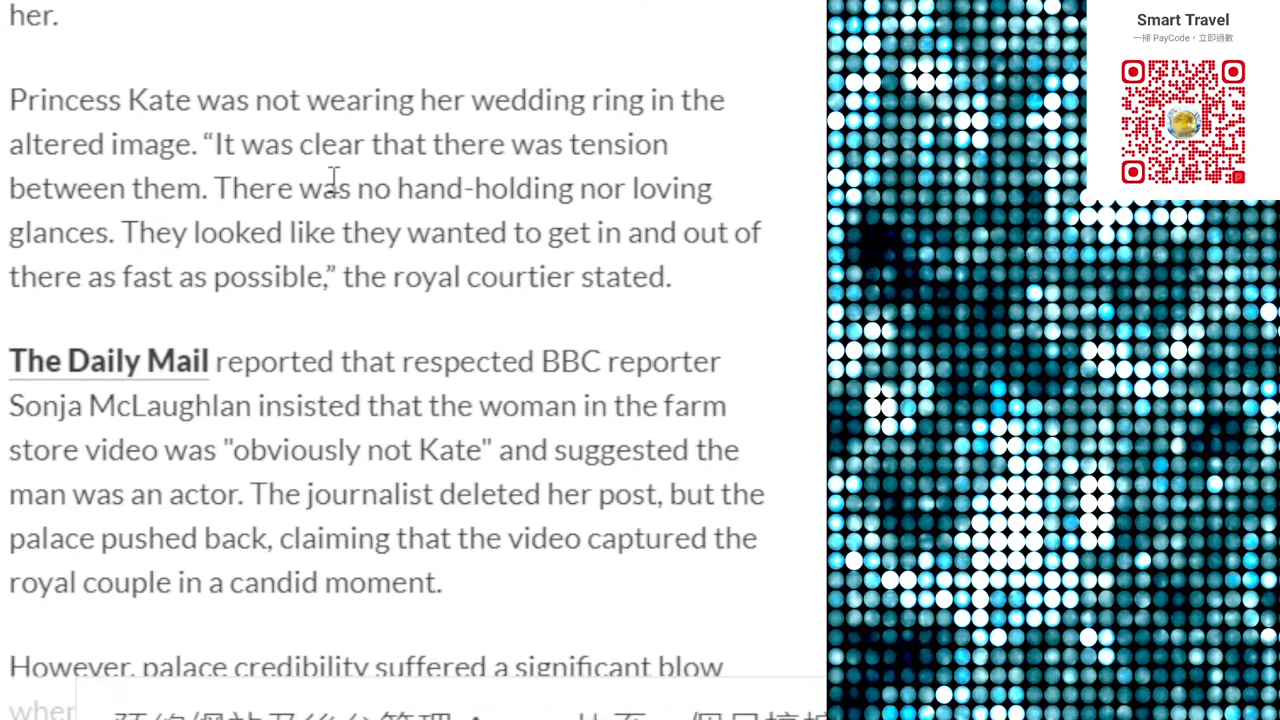 her.
Princess Kate was not wearing her wedding ring in the
altered image. “It was clear that there was tension
between them. There was no hand-holding nor loving
glances. They looked like they wanted to get in and out of
there as fast as possible,” the royal courtier stated.
The Daily Mail reported that respected BBC reporter
Sonja McLaughlan insisted that the woman in the farm
store video was "obviously not Kate" and suggested the
man was an actor. The journalist deleted her post, but the
palace pushed back, claiming that the video captured the
royal couple in a candid moment.
However, palace credibility suffered a significant blow
Smart Travel
一掃 PayCode，立即過數